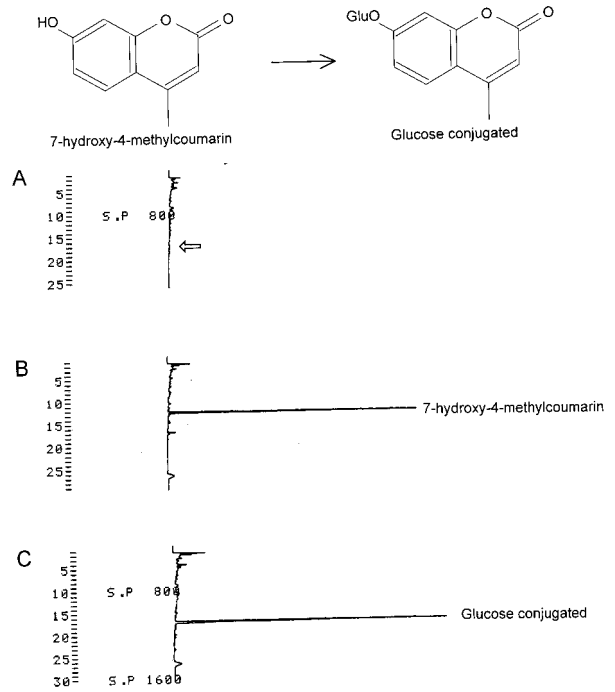 HO
O
O
GluO
O
O
7-hydroxy-4-methylcoumarin
Glucose conjugated
A
5
10
S.P 800
15
20
25
B
5
10
7-hydroxy-4-methylcoumarin
15
20
25
C
5
10
S.P 800
15
Glucose conjugated
20
25
30
S.P 1600